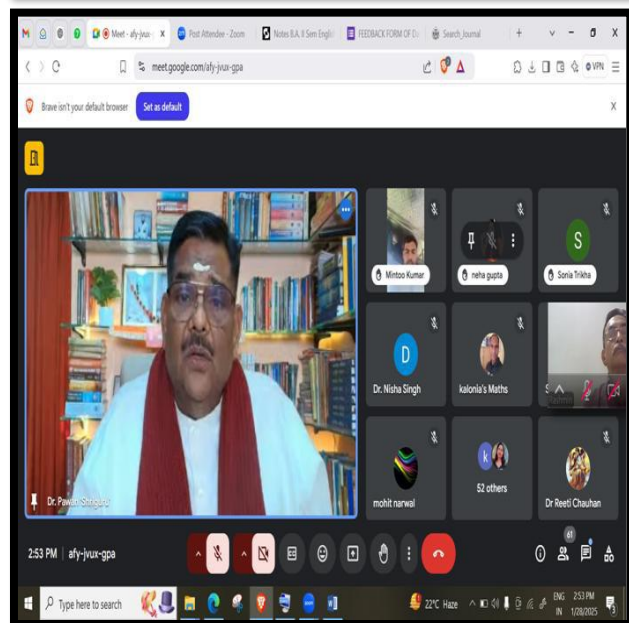 Meet - afy-jvux
Post Attendee - Zoom
Notes B.A. II Sem Englis
FEEDBACK FORM OF D
Search_Journal
meet.google.com/afy-jvux-gpa
VPN
Brave isn't your default browser
Set as default
X
Mintoo Kumar
neha gupta
S
Sonia Trikha
D
Dr. Nisha Singh
kalonia's Maths
mohit narwal
k
52 others
Dr Reeti Chauhan
Dr. Pawan
2:53 PM | afy-jvux-gpa
61
Type here to search
22°C Haze
ENG
IN
2:53 PM
1/28/2025